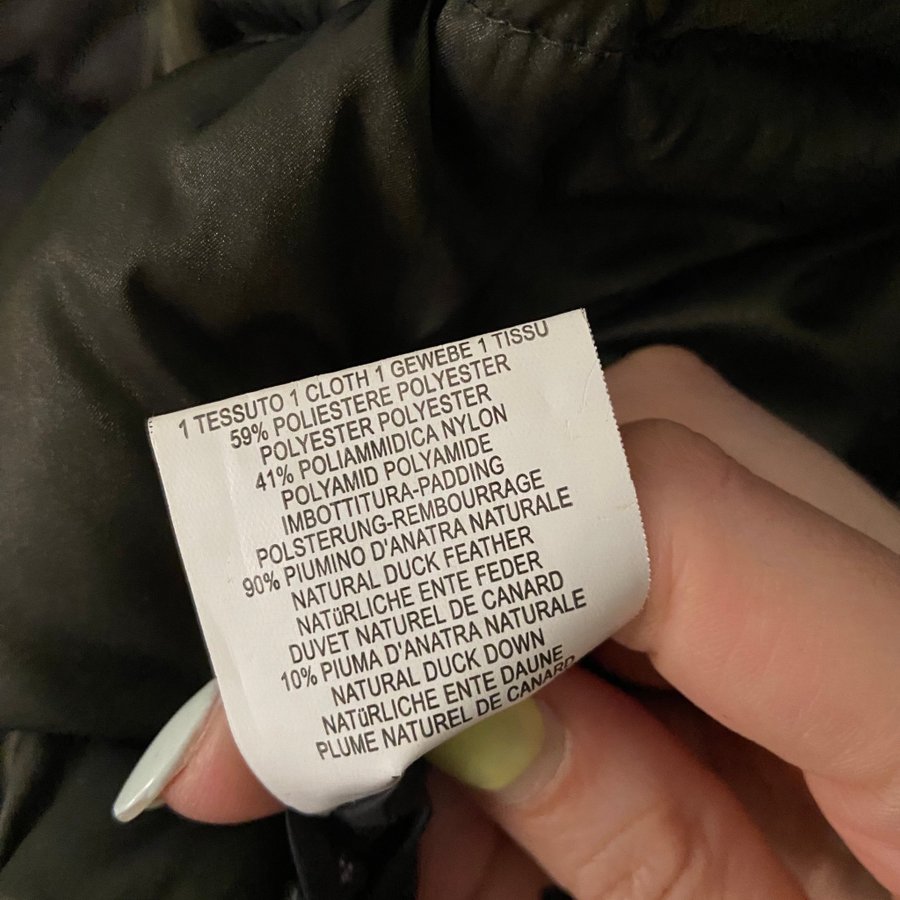 1 TESSUTO 1 CLOTH 1 GEWEBE 1 TISSU
59% POLIESTERE POLYESTER
POLYESTER POLYESTER
41% POLIAMMIDICA NYLON
POLYAMID POLYAMIDE
IMBOTTITURA-PADDING
POLSTERUNG-REMBOURRAGE
90% PIUMINO D'ANATRA NATURALE
NATURAL DUCK FEATHER
NATüRLICHE ENTE FEDER
DUVET NATUREL DE CANARD
10% PIUMA D'ANATRA NATURALE
NATURAL DUCK DOWN
NATüRLICHE ENTE DAUNE
PLUME NATUREL DE CANARD